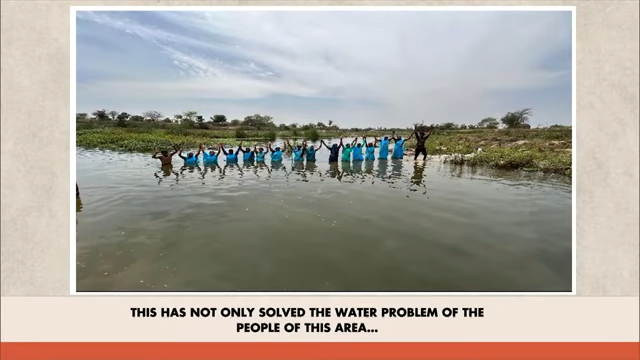 THIS HAS NOT ONLY SOLVED THE WATER PROBLEM OF THE
PEOPLE OF THIS AREA...